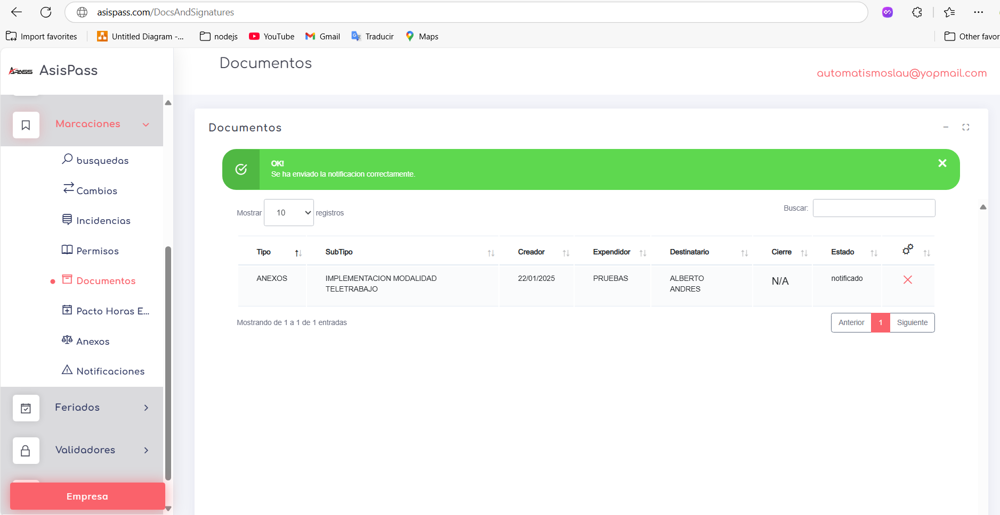 asispass.com/DocsAndSignatures
Import favorites
Untitled Diagram -...
nodejs
YouTube
Gmail
Traducir
Maps
Other favor
APASS
AsisPass
Documentos
automatismoslau@yopmail.com
Marcaciones
busquedas
Cambios
Incidencias
Permisos
Documentos
Pacto Horas E...
Anexos
Notificaciones
Feriados
Validadores
Empresa
Documentos
OK!
Se ha enviado la notificacion correctamente.
Mostrar 10 registros
Buscar:
Tipo SubTipo Creador Expendidor Destinatario Cierre Estado
ANEXOS IMPLEMENTACION MODALIDAD 22/01/2025 PRUEBAS ALBERTO N/A notificado
TELETRABAJO ANDRES
Mostrando de 1 a 1 de 1 entradas
Anterior 1 Siguiente